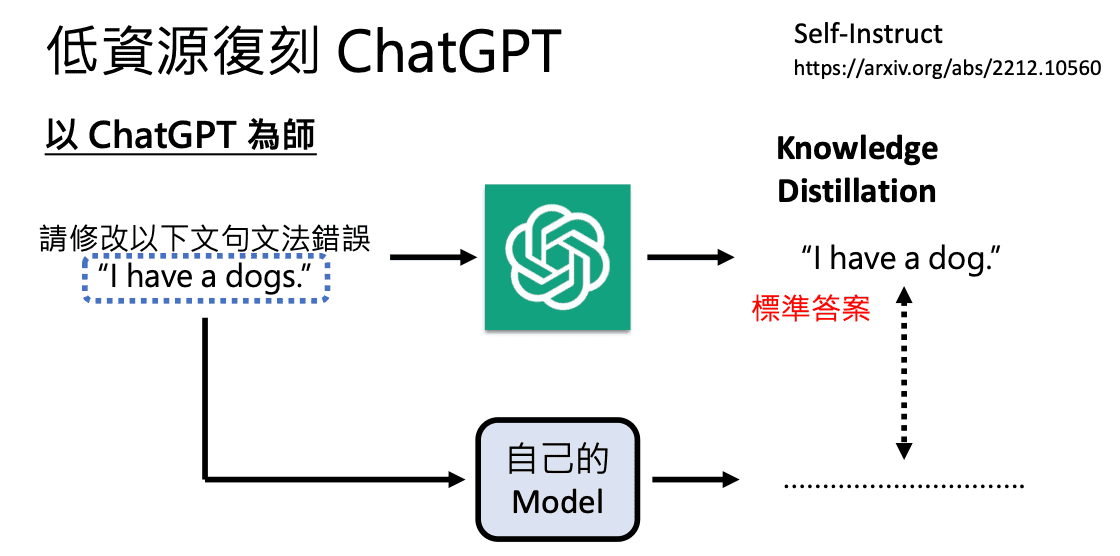 低資源復刻 ChatGPT
Self-Instruct
https://arxiv.org/abs/2212.10560
以 ChatGPT 為師
Knowledge
Distillation
請修改以下文句文法錯誤
“I have a dogs.”
“I have a dog.”
標準答案
自己的
Model
...............................